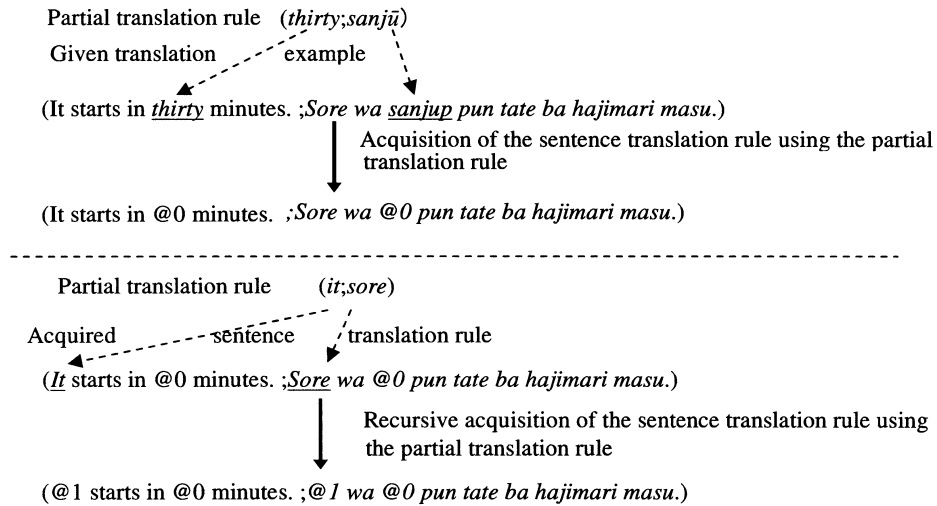 Partial translation rule (thirty;sanjū)
Given translation example
(It starts in thirty minutes. ;Sore wa sanjup pun tate ba hajimari masu.)
Acquisition of the sentence translation rule using the partial
translation rule
(It starts in @0 minutes. ;Sore wa @0 pun tate ba hajimari masu.)
Partial translation rule (it;sore)
Acquired sentence translation rule
(It starts in @0 minutes. ;Sore wa @0 pun tate ba hajimari masu.)
Recursive acquisition of the sentence translation rule using
the partial translation rule
(@1 starts in @0 minutes. ;@1 wa @0 pun tate ba hajimari masu.)